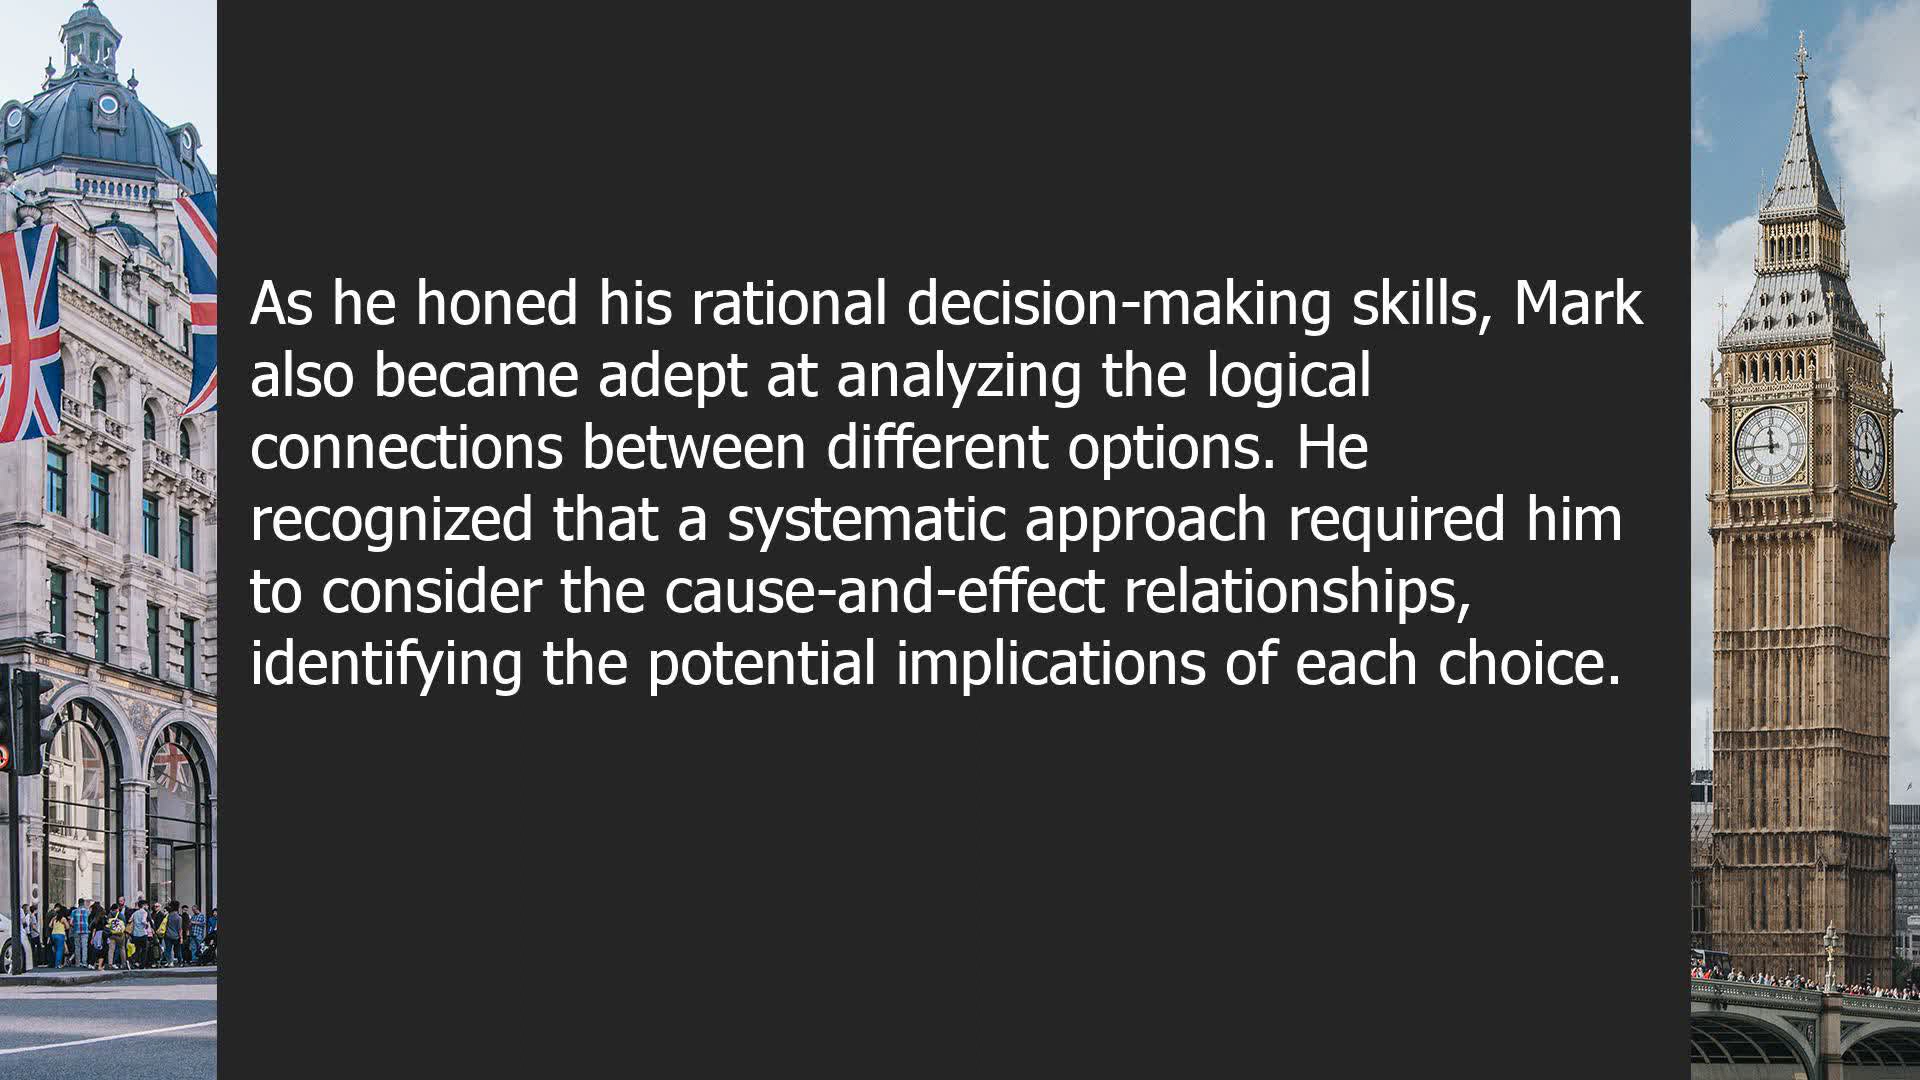 As he honed his rational decision-making skills, Mark
also became adept at analyzing the logical
connections between different options. He
recognized that a systematic approach required him
to consider the cause-and-effect relationships,
identifying the potential implications of each choice.